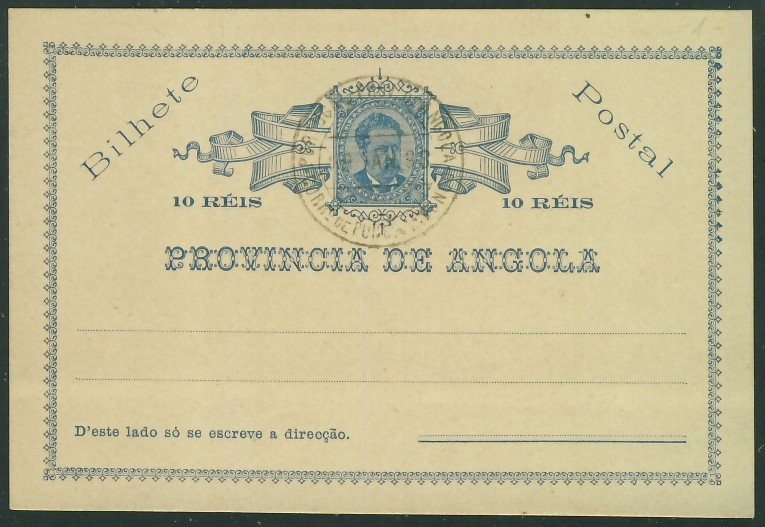 Bilhete Postal
10 RÉIS 10 RÉIS
PROVINCIA DE ANGOLA
D'este lado só se escreve a direcção.